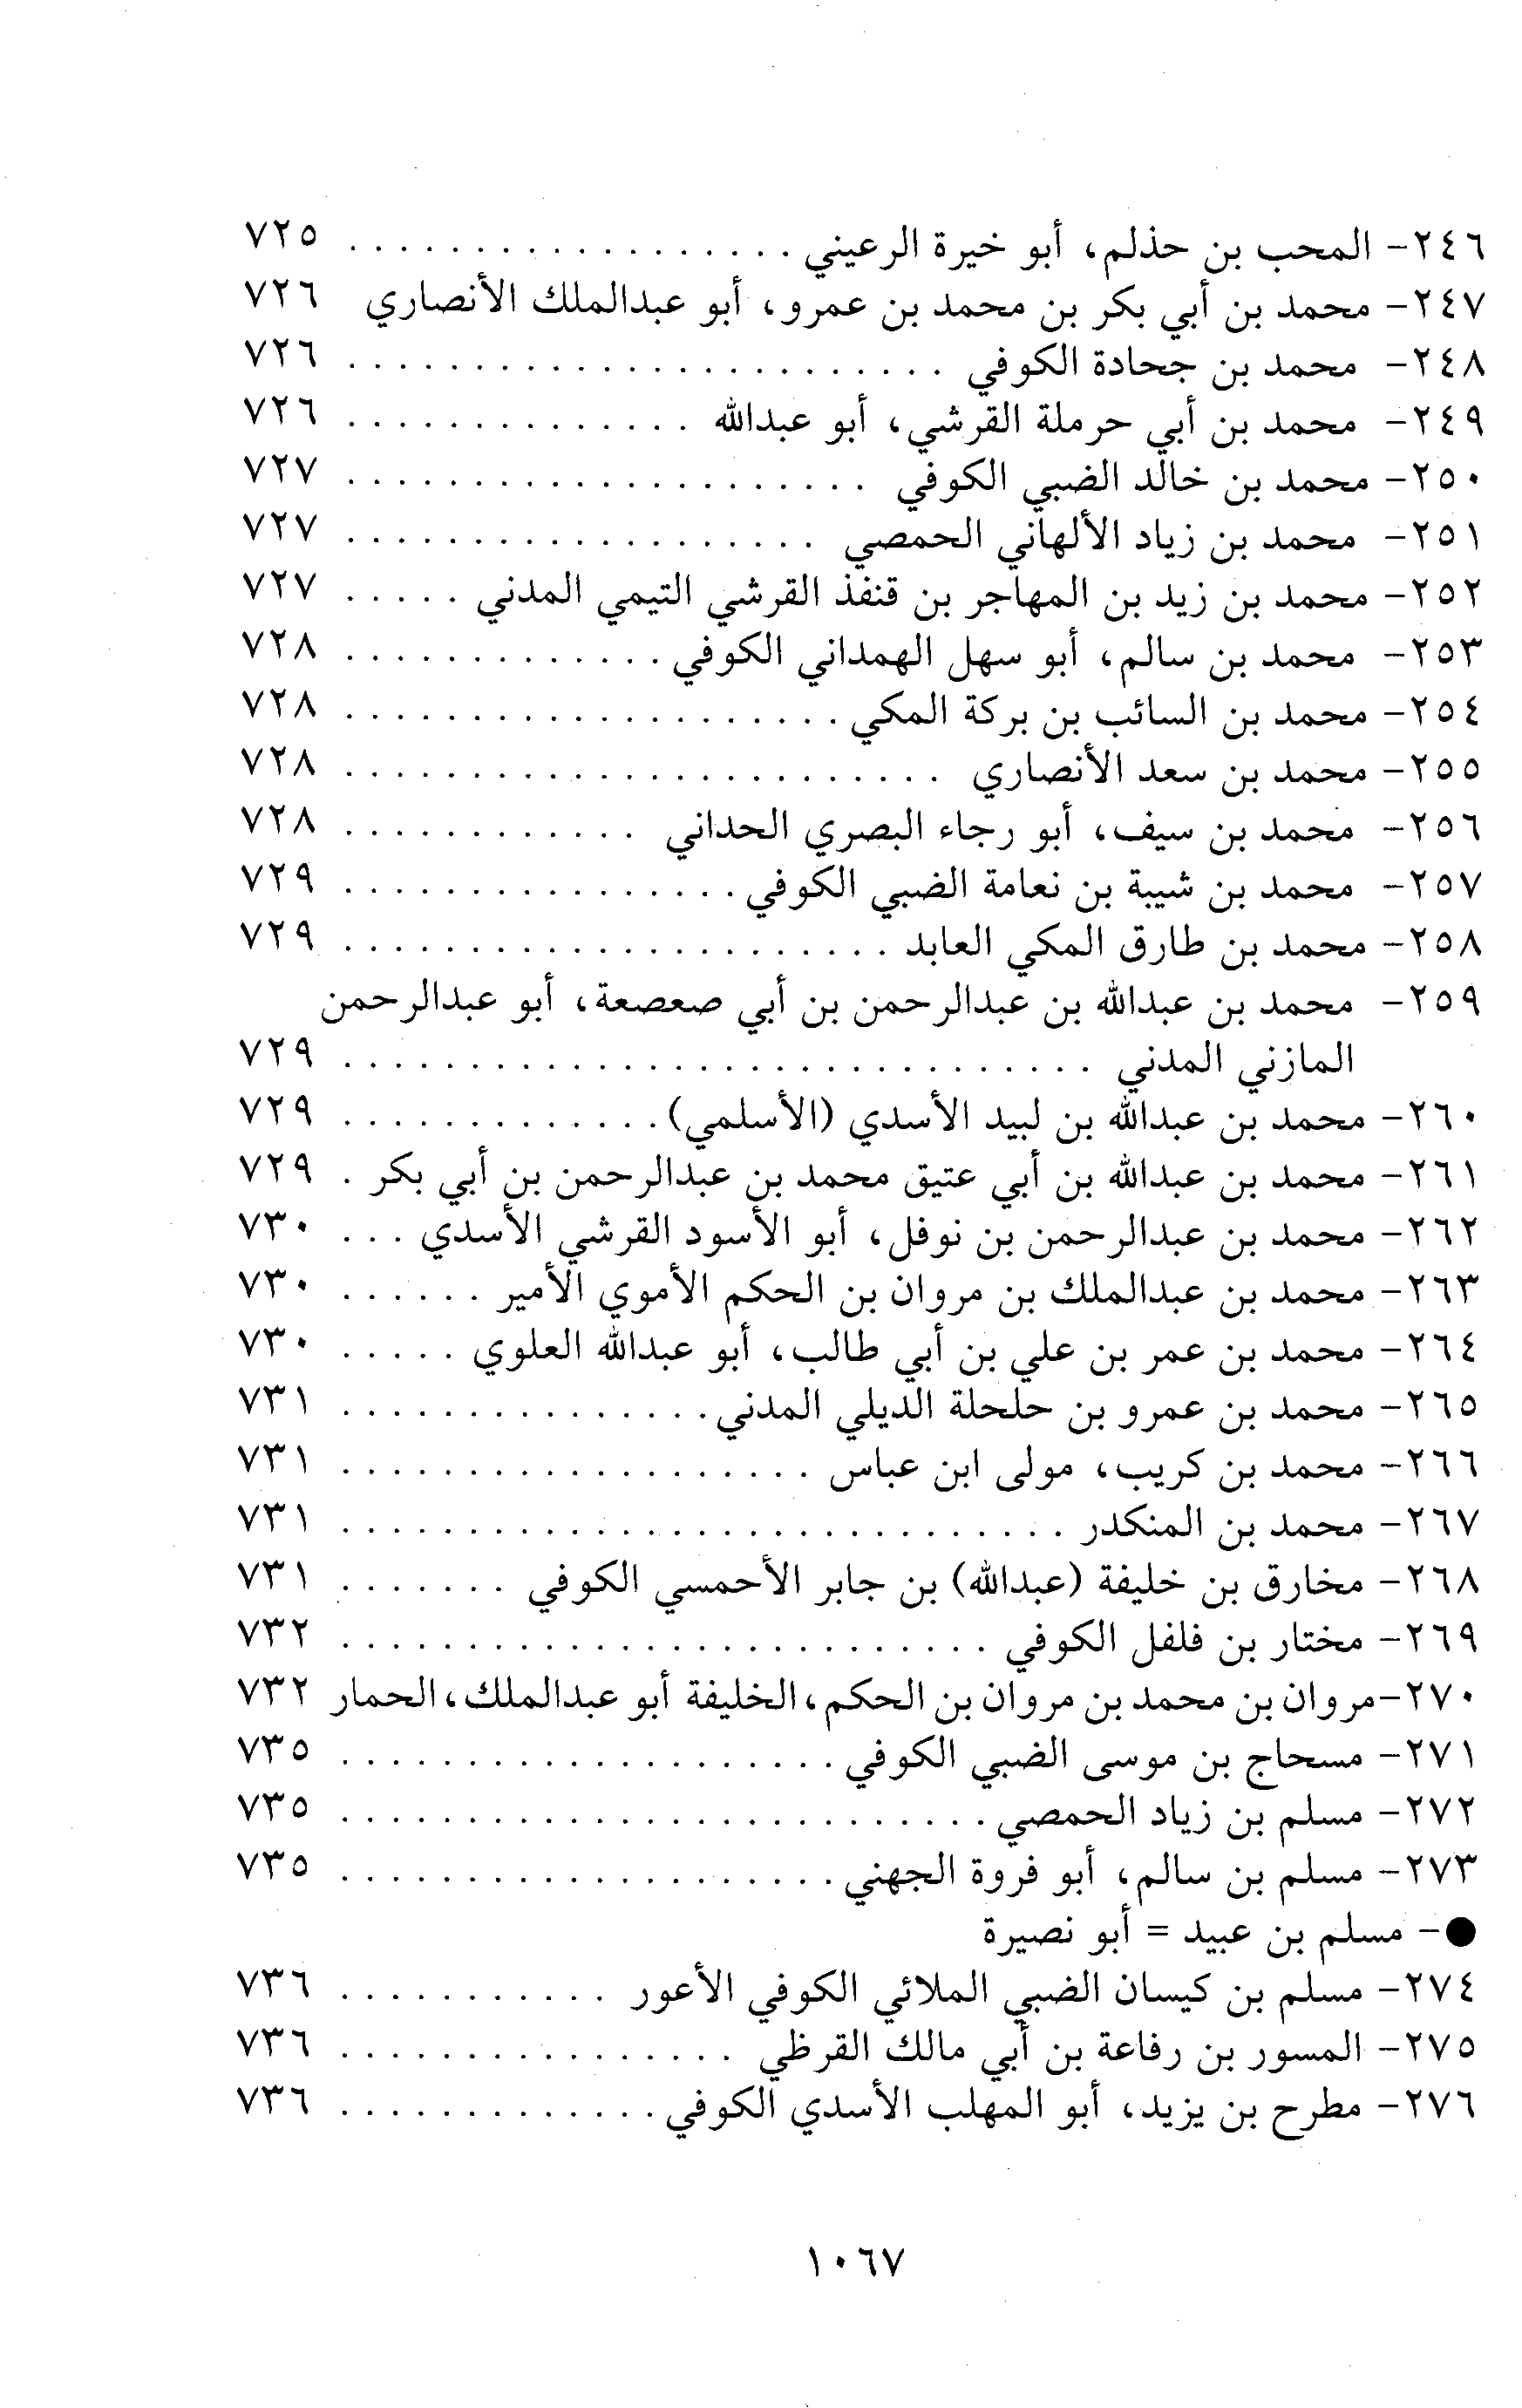 ٢٤٦- المحب بن حذلم، أبو خيرة الرعيني . . . . . . . . . . . . . . . . . . ٧٢٥
٢٤٧- محمد بن أبي بكر بن محمد بن عمرو، أبو عبدالملك الأنصاري ٧٢٦
٢٤٨- محمد بن جحادة الكوفي . . . . . . . . . . . . . . . . . . . . . . . . ٧٢٦
٢٤٩- محمد بن أبي حرملة القرشي، أبو عبدالله . . . . . . . . . . . . . . ٧٢٦
٢٥٠- محمد بن خالد الضبي الكوفي . . . . . . . . . . . . . . . . . . . . . ٧٢٧
٢٥١- محمد بن زياد الألهاني الحمصي . . . . . . . . . . . . . . . . . . . ٧٢٧
٢٥٢- محمد بن زيد بن المهاجر بن قنفذ القرشي التيمي المدني . . . . . ٧٢٧
٢٥٣- محمد بن سالم، أبو سهل الهمداني الكوفي . . . . . . . . . . . . . ٧٢٨
٢٥٤- محمد بن السائب بن بركة المكي . . . . . . . . . . . . . . . . . . . . ٧٢٨
٢٥٥- محمد بن سعد الأنصاري . . . . . . . . . . . . . . . . . . . . . . . . ٧٢٨
٢٥٦- محمد بن سيف، أبو رجاء البصري الحداني . . . . . . . . . . . . ٧٢٨
٢٥٧- محمد بن شيبة بن نعامة الضبي الكوفي . . . . . . . . . . . . . . . . ٧٢٩
٢٥٨- محمد بن طارق المكي العابد . . . . . . . . . . . . . . . . . . . . . . ٧٢٩
٢٥٩- محمد بن عبدالله بن عبدالرحمن بن أبي صعصعة، أبو عبدالرحمن
المازني المدني . . . . . . . . . . . . . . . . . . . . . . . . . . . . . . ٧٢٩
٢٦٠- محمد بن عبدالله بن لبيد الأسدي (الأسلمي) . . . . . . . . . . . . . ٧٢٩
٢٦١- محمد بن عبدالله بن أبي عتيق محمد بن عبدالرحمن بن أبي بكر . ٧٢٩
٢٦٢- محمد بن عبدالرحمن بن نوفل، أبو الأسود القرشي الأسدي . . . ٧٣٠
٢٦٣- محمد بن عبدالملك بن مروان بن الحكم الأموي الأمير . . . . . . ٧٣٠
٢٦٤- محمد بن عمر بن علي بن أبي طالب، أبو عبدالله العلوي . . . . . ٧٣٠
٢٦٥- محمد بن عمرو بن حلحلة الديلي المدني . . . . . . . . . . . . . . . ٧٣١
٢٦٦- محمد بن كريب، مولى ابن عباس . . . . . . . . . . . . . . . . . . . ٧٣١
٢٦٧- محمد بن المنكدر . . . . . . . . . . . . . . . . . . . . . . . . . . . . . ٧٣١
٢٦٨- مخارق بن خليفة (عبدالله) بن جابر الأحمسي الكوفي . . . . . . . ٧٣١
٢٦٩- مختار بن فلفل الكوفي . . . . . . . . . . . . . . . . . . . . . . . . . . ٧٣٢
٢٧٠- مروان بن محمد بن مروان بن الحكم، الخليفة أبو عبدالملك، الحمار ٧٣٢
٢٧١- مسحاج بن موسى الضبي الكوفي . . . . . . . . . . . . . . . . . . . . ٧٣٥
٢٧٢- مسلم بن زياد الحمصي . . . . . . . . . . . . . . . . . . . . . . . . . . ٧٣٥
٢٧٣- مسلم بن سالم، أبو فروة الجهني . . . . . . . . . . . . . . . . . . . . ٧٣٥
●- مسلم بن عبيد = أبو نصيرة
٢٧٤- مسلم بن كيسان الضبي الملائي الكوفي الأعور . . . . . . . . . . . ٧٣٦
٢٧٥- المسور بن رفاعة بن أبي مالك القرظي . . . . . . . . . . . . . . . . ٧٣٦
٢٧٦- مطرح بن يزيد، أبو المهلب الأسدي الكوفي . . . . . . . . . . . . . ٧٣٦
١٠٦٧